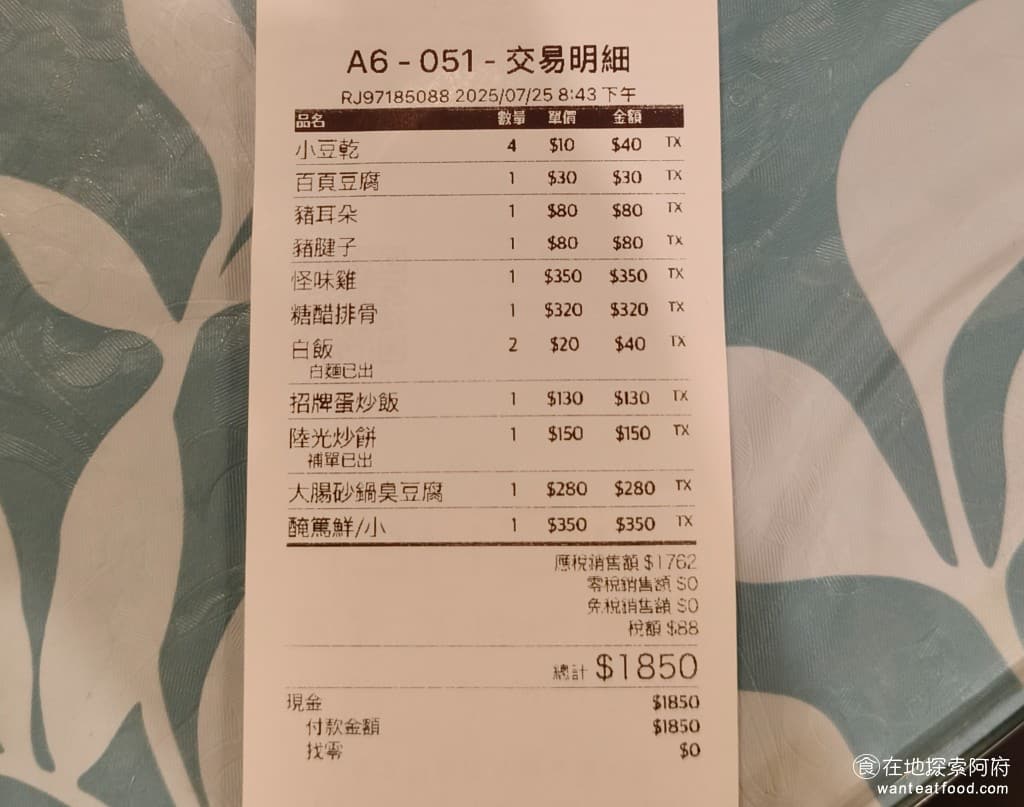 A6 - 051 - 交易明細
RJ97185088 2025/07/25 8:43 下午
品名 數量 單價 金額
小豆乾 4 $10 $40 TX
百頁豆腐 1 $30 $30 TX
豬耳朵 1 $80 $80 TX
豬腱子 1 $80 $80 TX
怪味雞 1 $350 $350 TX
糖醋排骨 1 $320 $320 TX
白飯 2 $20 $40 TX
白麵已出
招牌蛋炒飯 1 $130 $130 TX
陸光炒餅 1 $150 $150 TX
補單已出
大腸砂鍋臭豆腐 1 $280 $280 TX
醃篤鮮/小 1 $350 $350 TX
應稅銷售額 $1762
零稅銷售額 $0
免稅銷售額 $0
稅額 $88
總計 $1850
現金 $1850
付款金額 $1850
找零 $0
食在地探索阿府
wanteatfood.com